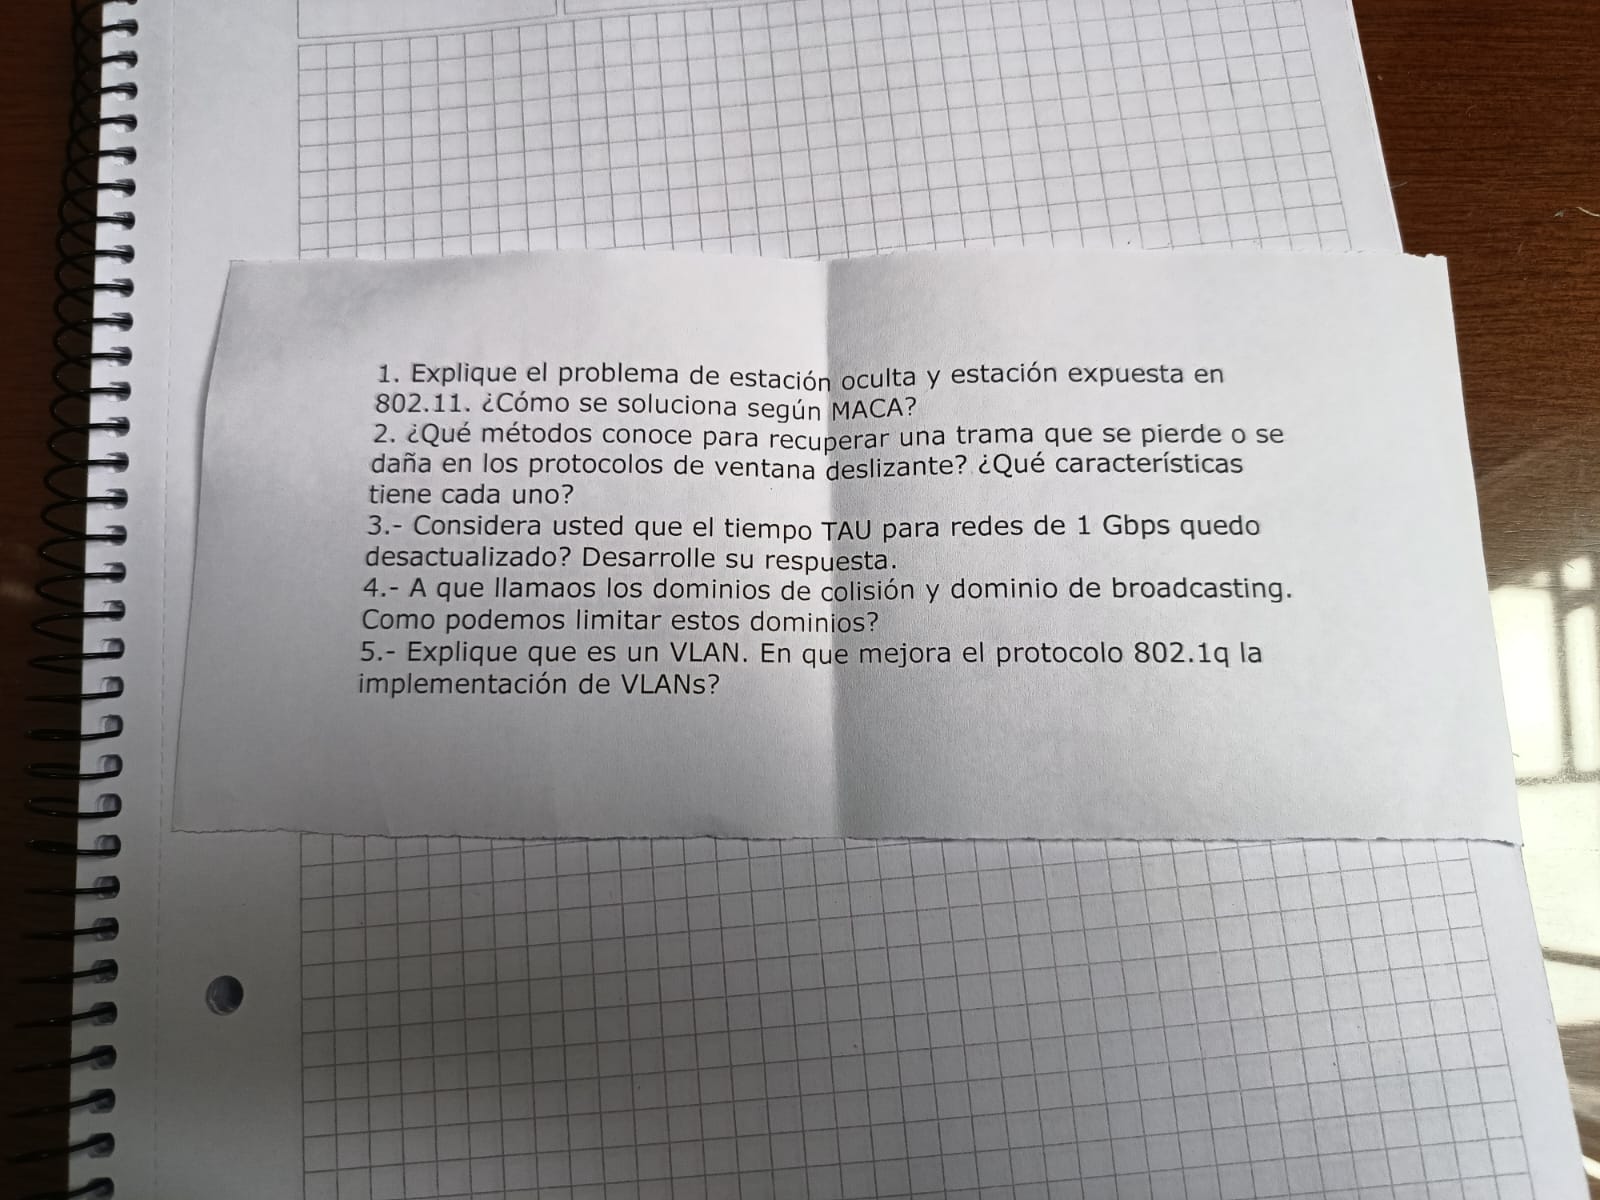 1. Explique el problema de estación oculta y estación expuesta en
802.11. ¿Cómo se soluciona según MACA?
2. ¿Qué métodos conoce para recuperar una trama que se pierde o se
daña en los protocolos de ventana deslizante? ¿Qué características
tiene cada uno?
3.- Considera usted que el tiempo TAU para redes de 1 Gbps quedo
desactualizado? Desarrolle su respuesta.
4.- A que llamaos los dominios de colisión y dominio de broadcasting.
Como podemos limitar estos dominios?
5.- Explique que es un VLAN. En que mejora el protocolo 802.1q la
implementación de VLANs?